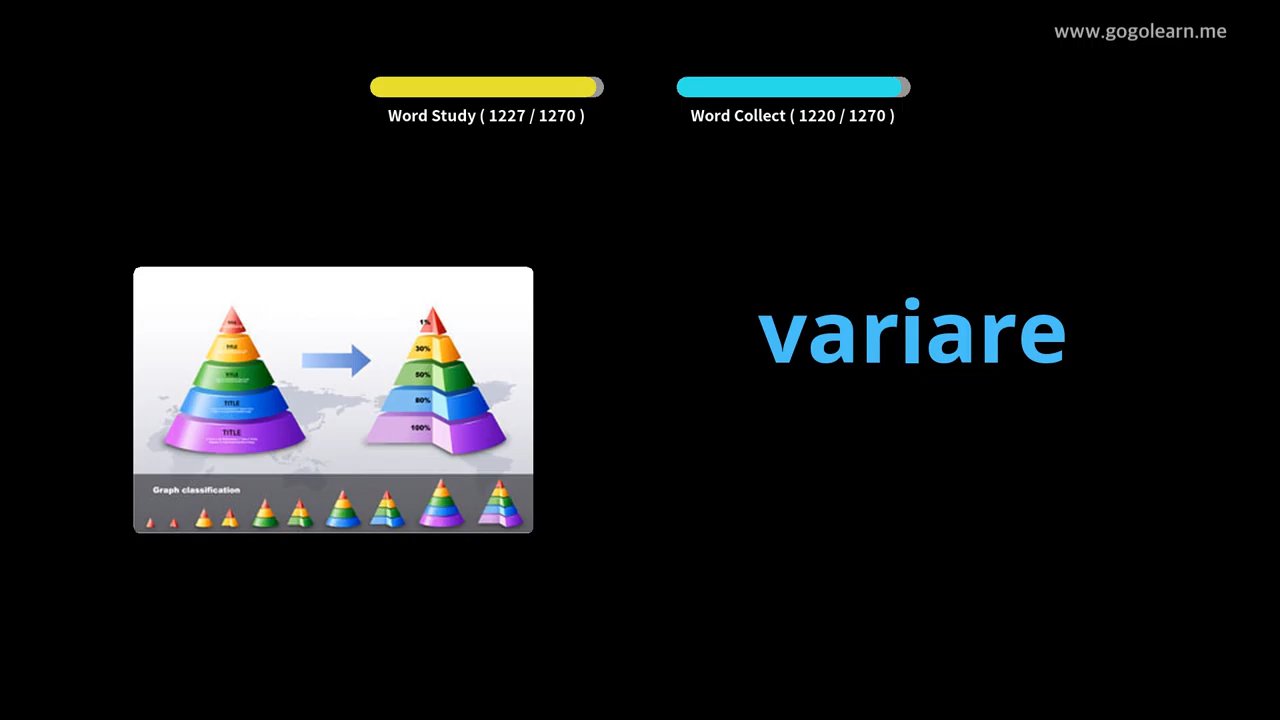 www.gogolearn.me
Word Study ( 1227 / 1270 )
Word Collect ( 1220 / 1270 )
variare
TITLE
TITLE
TITLE
TITLE
1%
30%
50%
80%
100%
Graph classification